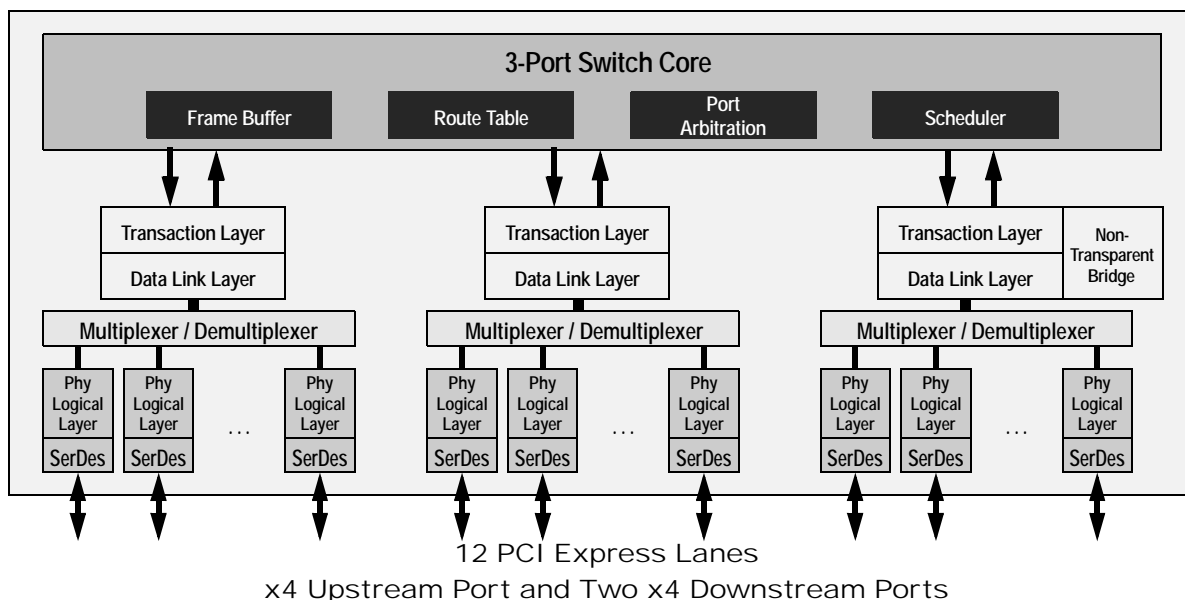 3-Port Switch Core
Frame Buffer
Route Table
Port
Arbitration
Scheduler
Transaction Layer
Data Link Layer
Transaction Layer
Data Link Layer
Transaction Layer
Data Link Layer
Non-
Transparent
Bridge
Multiplexer / Demultiplexer
Multiplexer / Demultiplexer
Multiplexer / Demultiplexer
Phy
Logical
Layer
SerDes
Phy
Logical
Layer
SerDes
...
Phy
Logical
Layer
SerDes
Phy
Logical
Layer
SerDes
Phy
Logical
Layer
SerDes
...
Phy
Logical
Layer
SerDes
Phy
Logical
Layer
SerDes
Phy
Logical
Layer
SerDes
...
Phy
Logical
Layer
SerDes
12 PCI Express Lanes
x4 Upstream Port and Two x4 Downstream Ports